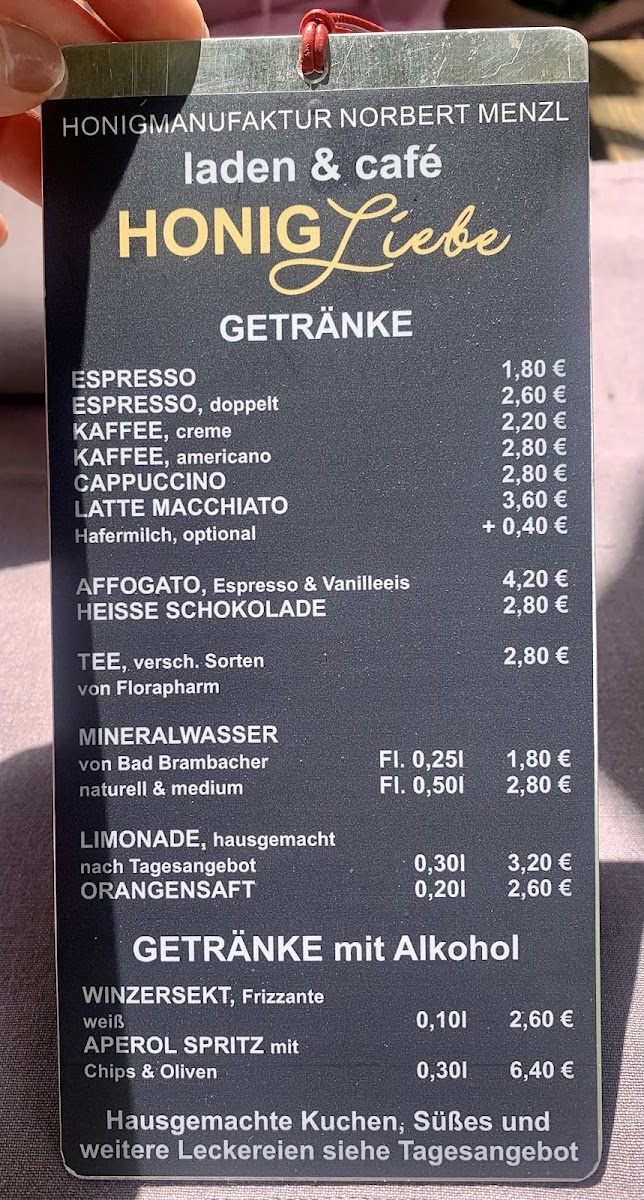 HONIGMANUFAKTUR NORBERT MENZL
laden & café
HONIG Liebe
GETRÄNKE
ESPRESSO 1,80 €
ESPRESSO, doppelt 2,60 €
KAFFEE, creme 2,20 €
KAFFEE, americano 2,80 €
CAPPUCCINO 2,80 €
LATTE MACCHIATO 3,60 €
Hafermilch, optional + 0,40 €
AFFOGATO, Espresso & Vanilleeis 4,20 €
HEISSE SCHOKOLADE 2,80 €
TEE, versch. Sorten 2,80 €
von Florapharm
MINERALWASSER
von Bad Brambacher Fl. 0,25l 1,80 €
naturell & medium Fl. 0,50l 2,80 €
LIMONADE, hausgemacht
nach Tagesangebot 0,30l 3,20 €
ORANGENSAFT 0,20l 2,60 €
GETRÄNKE mit Alkohol
WINZERSEKT, Frizzante
weiß 0,10l 2,60 €
APEROL SPRITZ mit
Chips & Oliven 0,30l 6,40 €
Hausgemachte Kuchen, Süßes und
weitere Leckereien siehe Tagesangebot